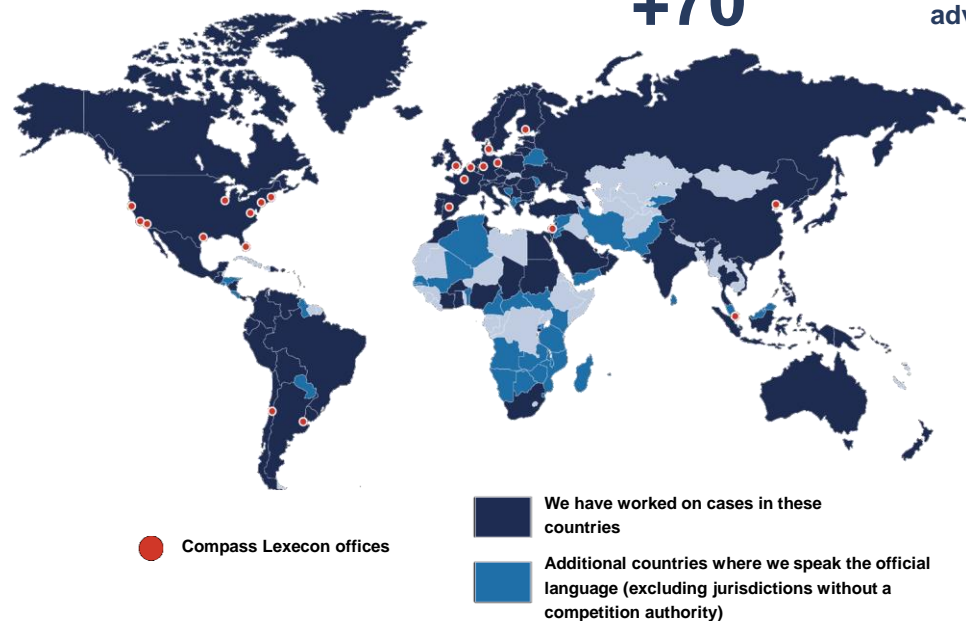 +70
adv
Compass Lexecon offices
We have worked on cases in these
countries
Additional countries where we speak the official
language (excluding jurisdictions without a
competition authority)